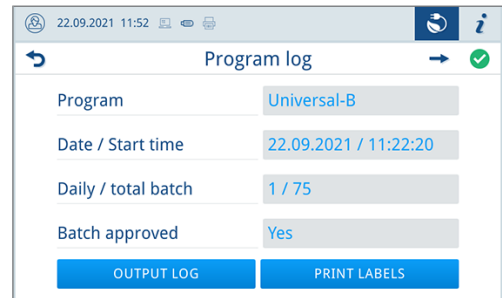 22.09.2021 11:52
i
Program log
Program Universal-B
Date / Start time 22.09.2021 / 11:22:20
Daily / total batch 1 / 75
Batch approved Yes
OUTPUT LOG PRINT LABELS